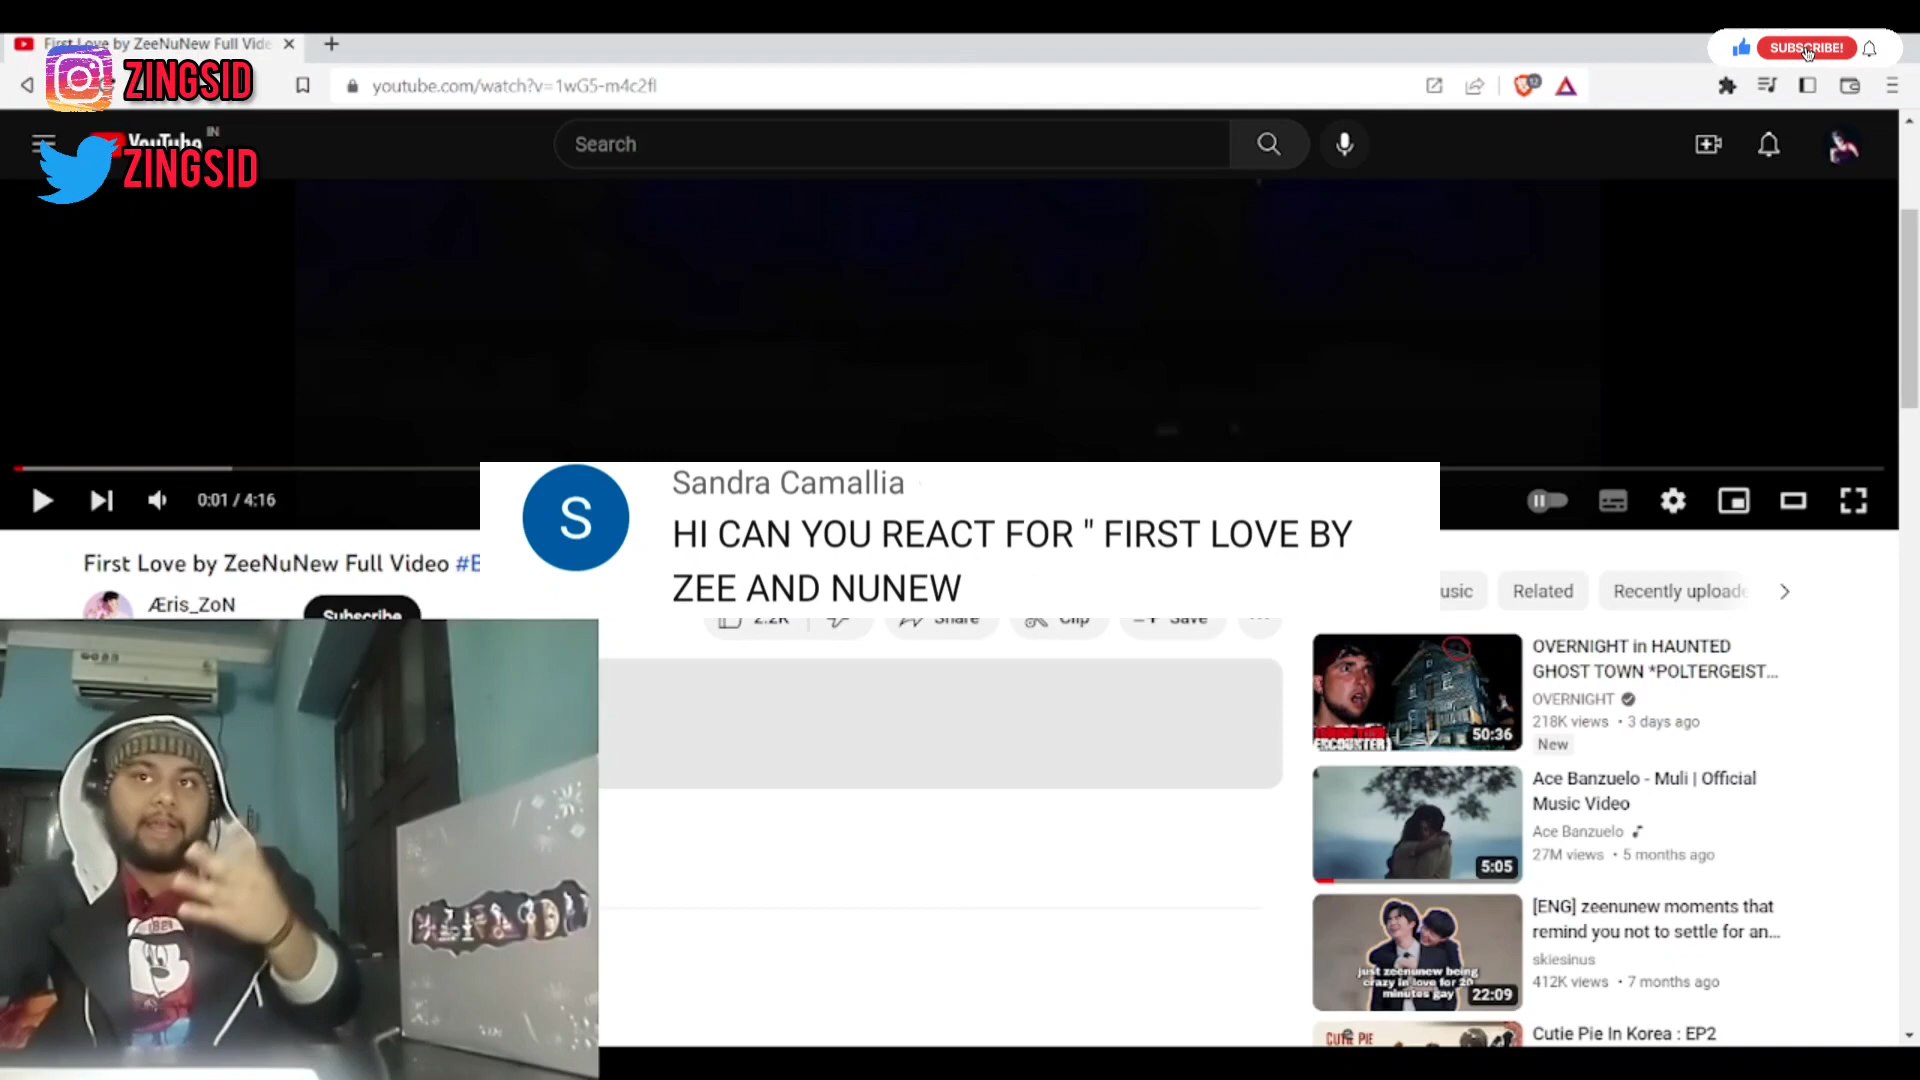 First Love by ZeeNuNew Full Vide
SUBSCRIBE!
ZINGSID
youtube.com/watch?v=1wG5-m4c2fI
YouTube IN
Search
ZINGSID
0:01 / 4:16
S
Sandra Camallia
HI CAN YOU REACT FOR " FIRST LOVE BY
ZEE AND NUNEW
First Love by ZeeNuNew Full Video #E
Æris_ZoN
Subscribe
2.2K
Share
Clip
Save
usic
Related
Recently uploade
OVERNIGHT in HAUNTED
GHOST TOWN *POLTERGEIST...
OVERNIGHT
218K views • 3 days ago
New
ENCOUNTER!
50:36
Ace Banzuelo - Muli | Official
Music Video
Ace Banzuelo
27M views • 5 months ago
5:05
[ENG] zeenunew moments that
remind you not to settle for an...
skiesinus
412K views • 7 months ago
just zeenunew being
crazy in love for 20
minutes gay
22:09
CUTIE PIE
Cutie Pie In Korea : EP2